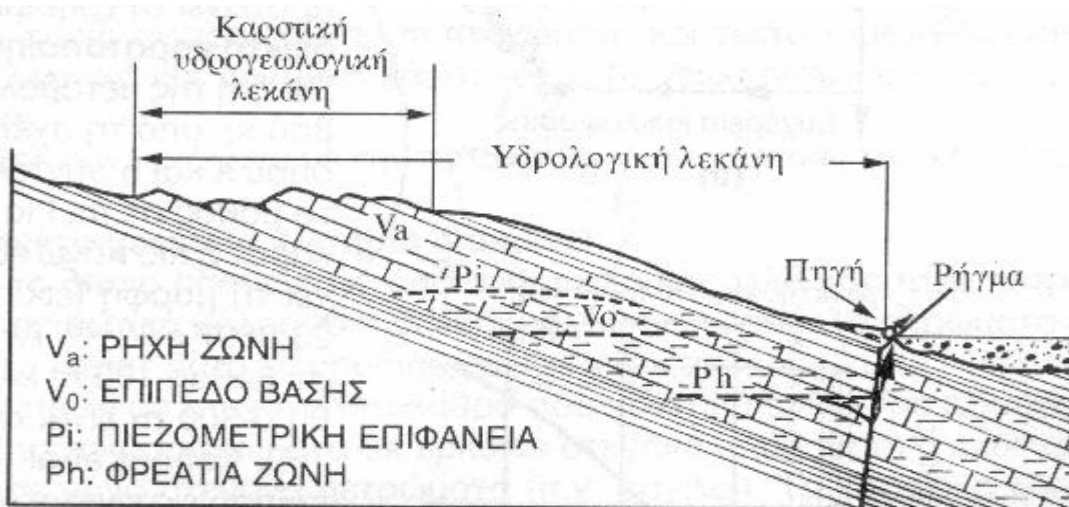 Καρστική
υδρογεωλογική
λεκάνη
Υδρολογική λεκάνη
Va
Πηγή
Ρήγμα
Pi
Vo
Ph
Va: ΡΗΧΗ ΖΩΝΗ
V0: ΕΠΙΠΕΔΟ ΒΑΣΗΣ
Pi: ΠΙΕΖΟΜΕΤΡΙΚΗ ΕΠΙΦΑΝΕΙΑ
Ph: ΦΡΕΑΤΙΑ ΖΩΝΗ